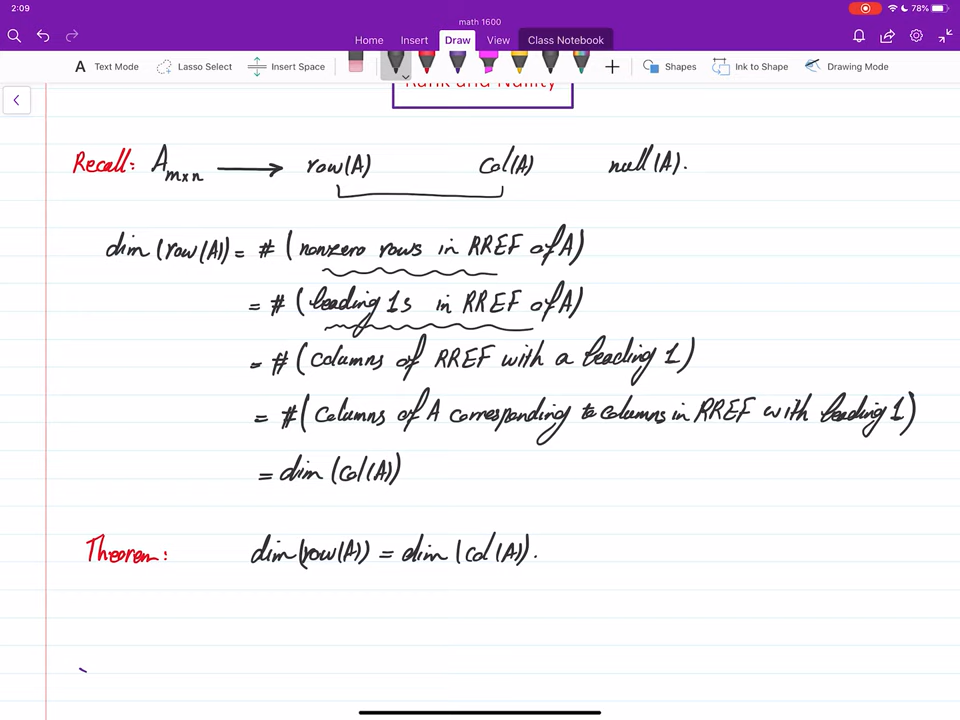 2:09
78%
math 1600
Home Insert Draw View Class Notebook
Text Mode Lasso Select Insert Space Shapes Ink to Shape Drawing Mode
Rank and Nullity
Recall: A m×n → row(A) col(A) null(A).
dim(row(A)) = # (nonzero rows in RREF of A)
= # (leading 1s in RREF of A)
= # (columns of RREF with a leading 1)
= # (columns of A corresponding to columns in RREF with leading 1)
= dim(col(A))
Theorem: dim(row(A)) = dim(col(A)).